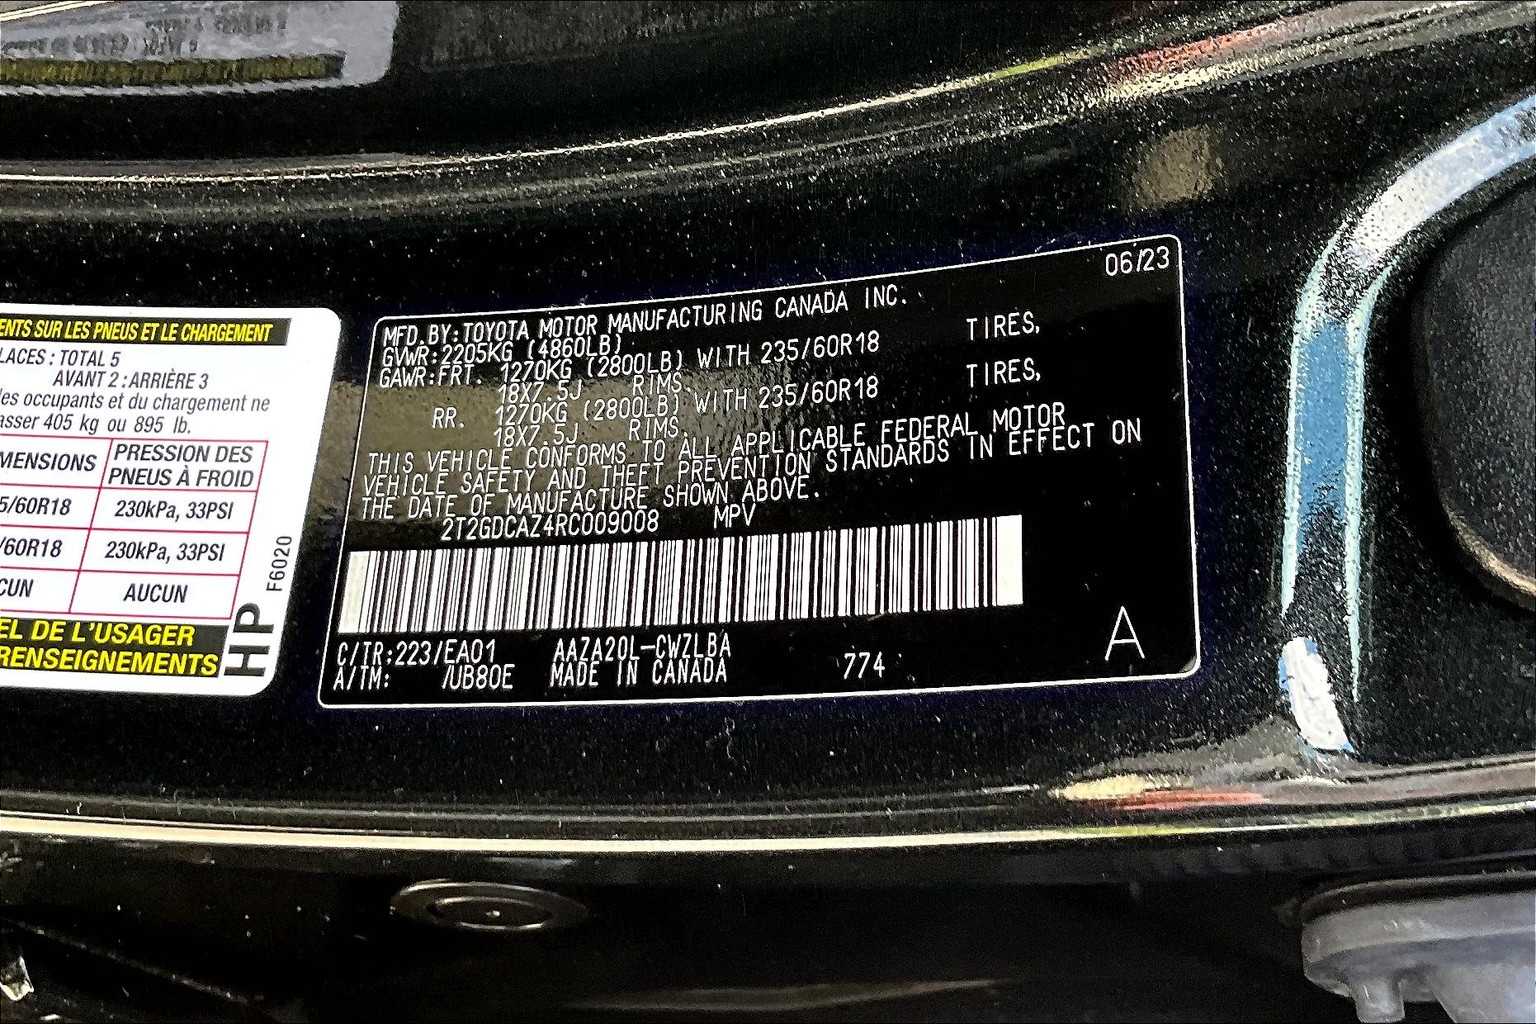 ENTS SUR LES PNEUS ET LE CHARGEMENT
LACES : TOTAL 5
AVANT 2 : ARRIÈRE 3
les occupants et du chargement ne
asser 405 kg ou 895 lb.
MENSIONS PRESSION DES PNEUS À FROID
5/60R18 230kPa, 33PSI
/60R18 230kPa, 33PSI
CUN AUCUN
EL DE L'USAGER
RENSEIGNEMENTS
HP
F6020
06/23
MFD.BY:TOYOTA MOTOR MANUFACTURING CANADA INC.
GVWR:2205KG (4860LB)
GAWR:FRT. 1270KG (2800LB) WITH 235/60R18 TIRES,
18X7.5J RIMS,
RR. 1270KG (2800LB) WITH 235/60R18 TIRES,
18X7.5J RIMS,
THIS VEHICLE CONFORMS TO ALL APPLICABLE FEDERAL MOTOR
VEHICLE SAFETY AND THEFT PREVENTION STANDARDS IN EFFECT ON
THE DATE OF MANUFACTURE SHOWN ABOVE.
2T2GDCAZ4RC009008 MPV
C/TR:223/EA01 AAZA20L-CWZLBA
A/TM: /UB80E MADE IN CANADA 774
A